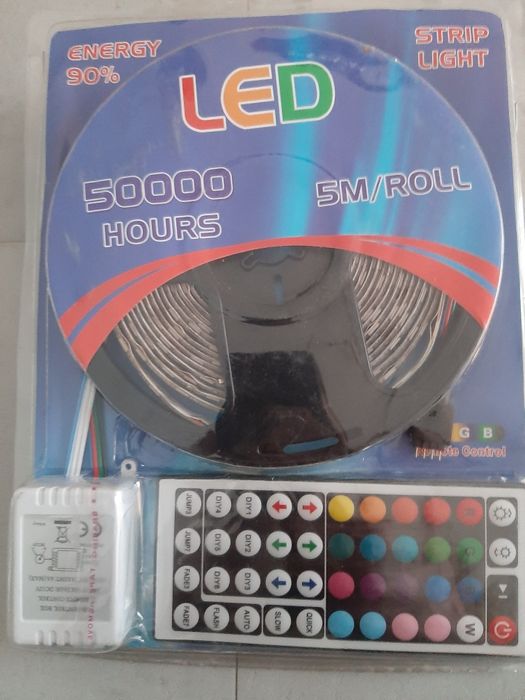 ENERGY
90%
STRIP
LIGHT
LED
50000
HOURS
5M/ROLL
G B
Remote Control
JUMP3
DIY4
DIY1
R
JUMP7
DIY5
DIY2
G
FADE3
DIY6
DIY3
FADE7
FLASH
AUTO
SLOW
QUICK
W